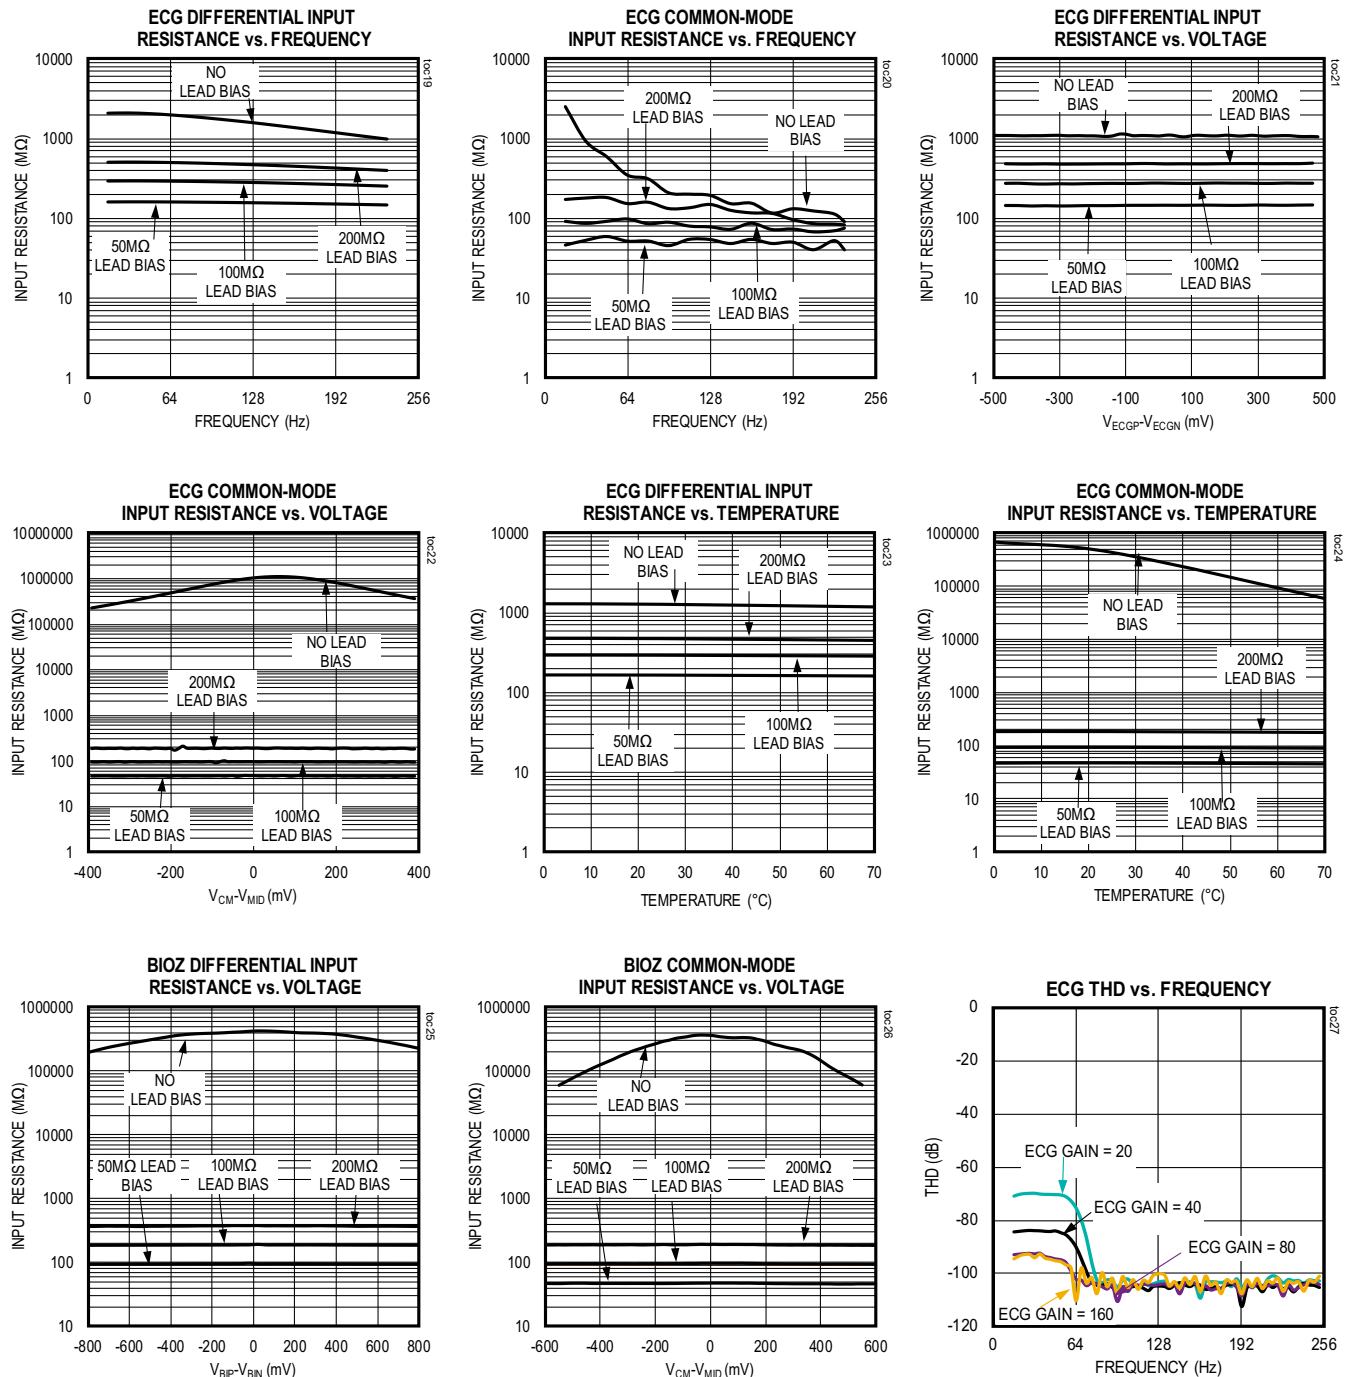 ECG DIFFERENTIAL INPUT
RESISTANCE vs. FREQUENCY
toc19
INPUT RESISTANCE (MΩ)
10000
1000
100
10
1
NO
LEAD BIAS
50MΩ
LEAD BIAS
100MΩ
LEAD BIAS
200MΩ
LEAD BIAS
0 64 128 192 256
FREQUENCY (Hz)
ECG COMMON-MODE
INPUT RESISTANCE vs. FREQUENCY
toc20
INPUT RESISTANCE (MΩ)
10000
1000
100
10
1
200MΩ
LEAD BIAS
NO LEAD
BIAS
50MΩ
LEAD BIAS
100MΩ
LEAD BIAS
0 64 128 192 256
FREQUENCY (Hz)
ECG DIFFERENTIAL INPUT
RESISTANCE vs. VOLTAGE
toc21
INPUT RESISTANCE (MΩ)
10000
1000
100
10
1
NO LEAD
BIAS
200MΩ
LEAD BIAS
50MΩ
LEAD BIAS
100MΩ
LEAD BIAS
-500 -300 -100 100 300 500
VECGP-VECGN (mV)
ECG COMMON-MODE
INPUT RESISTANCE vs. VOLTAGE
toc22
INPUT RESISTANCE (MΩ)
10000000
1000000
100000
10000
1000
100
10
1
NO LEAD
BIAS
200MΩ
LEAD BIAS
50MΩ
LEAD BIAS
100MΩ
LEAD BIAS
-400 -200 0 200 400
VCM-VMID (mV)
ECG DIFFERENTIAL INPUT
RESISTANCE vs. TEMPERATURE
toc23
INPUT RESISTANCE (MΩ)
10000
1000
100
10
1
NO LEAD
BIAS
200MΩ
LEAD BIAS
50MΩ
LEAD BIAS
100MΩ
LEAD BIAS
0 10 20 30 40 50 60 70
TEMPERATURE (°C)
ECG COMMON-MODE
INPUT RESISTANCE vs. TEMPERATURE
toc24
INPUT RESISTANCE (MΩ)
1000000
100000
10000
1000
100
10
1
NO LEAD
BIAS
200MΩ
LEAD BIAS
50MΩ
LEAD BIAS
100MΩ
LEAD BIAS
0 10 20 30 40 50 60 70
TEMPERATURE (°C)
BIOZ DIFFERENTIAL INPUT
RESISTANCE vs. VOLTAGE
toc25
INPUT RESISTANCE (MΩ)
1000000
100000
10000
1000
100
10
NO
LEAD BIAS
50MΩ LEAD
BIAS
100MΩ
LEAD BIAS
200MΩ
LEAD BIAS
-800 -600 -400 -200 0 200 400 600 800
VBIP-VBIN (mV)
BIOZ COMMON-MODE
INPUT RESISTANCE vs. VOLTAGE
toc26
INPUT RESISTANCE (MΩ)
1000000
100000
10000
1000
100
10
NO
LEAD BIAS
50MΩ
LEAD BIAS
100MΩ
LEAD BIAS
200MΩ
LEAD BIAS
-600 -400 -200 0 200 400 600
VCM-VMID (mV)
ECG THD vs. FREQUENCY
toc27
THD (dB)
0
-20
-40
-60
-80
-100
-120
ECG GAIN = 20
ECG GAIN = 40
ECG GAIN = 80
ECG GAIN = 160
0 64 128 192 256
FREQUENCY (Hz)